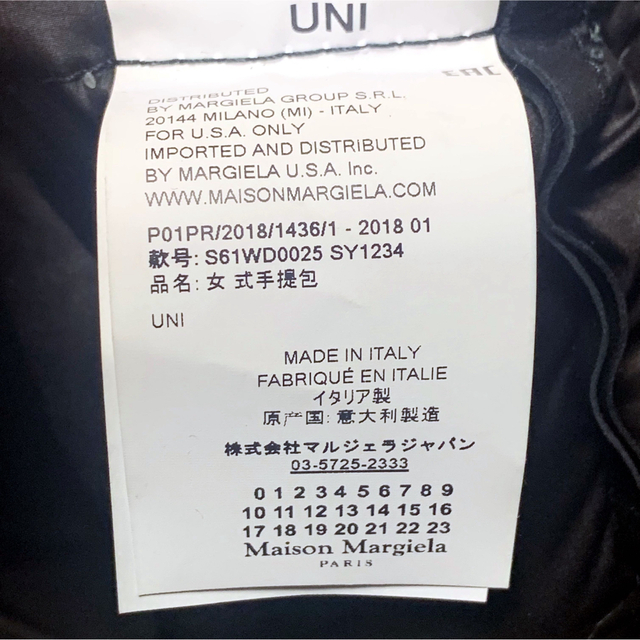 UNI
EAC
DISTRIBUTED
BY MARGIELA GROUP S.R.L.
20144 MILANO (MI) - ITALY
FOR U.S.A. ONLY
IMPORTED AND DISTRIBUTED
BY MARGIELA U.S.A. Inc.
WWW.MAISONMARGIELA.COM
P01PR/2018/1436/1 - 2018 01
款号: S61WD0025 SY1234
品名: 女 式手提包
UNI
MADE IN ITALY
FABRIQUÉ EN ITALIE
イタリア製
原产国: 意大利製造
株式会社マルジェラジャパン
03-5725-2333
0 1 2 3 4 5 6 7 8 9
10 11 12 13 14 15 16
17 18 19 20 21 22 23
Maison Margiela
PARIS